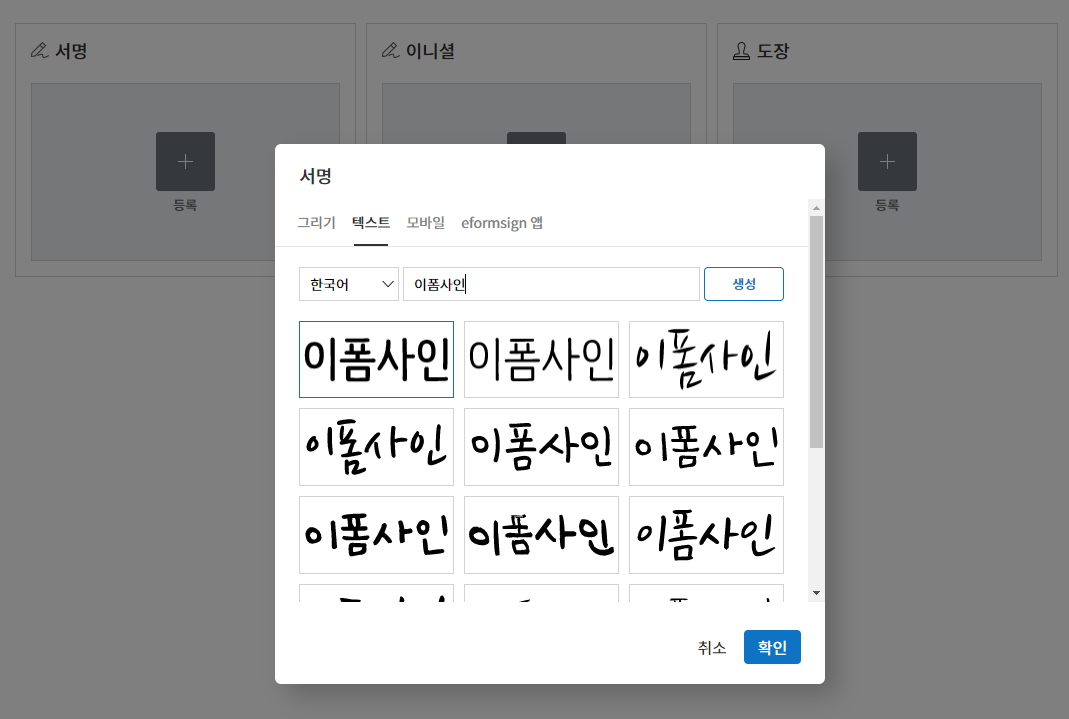 서명 이니셜 도장
등록 등록
서명
그리기 텍스트 모바일 eformsign 앱
한국어 이폼사인 생성
이폼사인 이폼사인 이폼사인
이폼사인 이폼사인 이폼사인
이폼사인 이폼사인 이폼사인
취소 확인